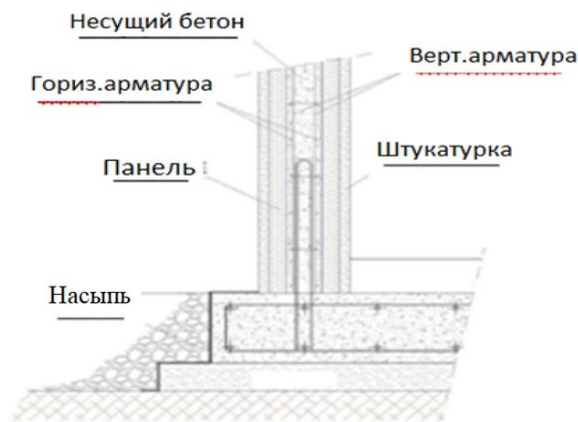 Несущий бетон
Верт.арматура
Гориз.арматура
Штукатурка
Панель :
Насыпь